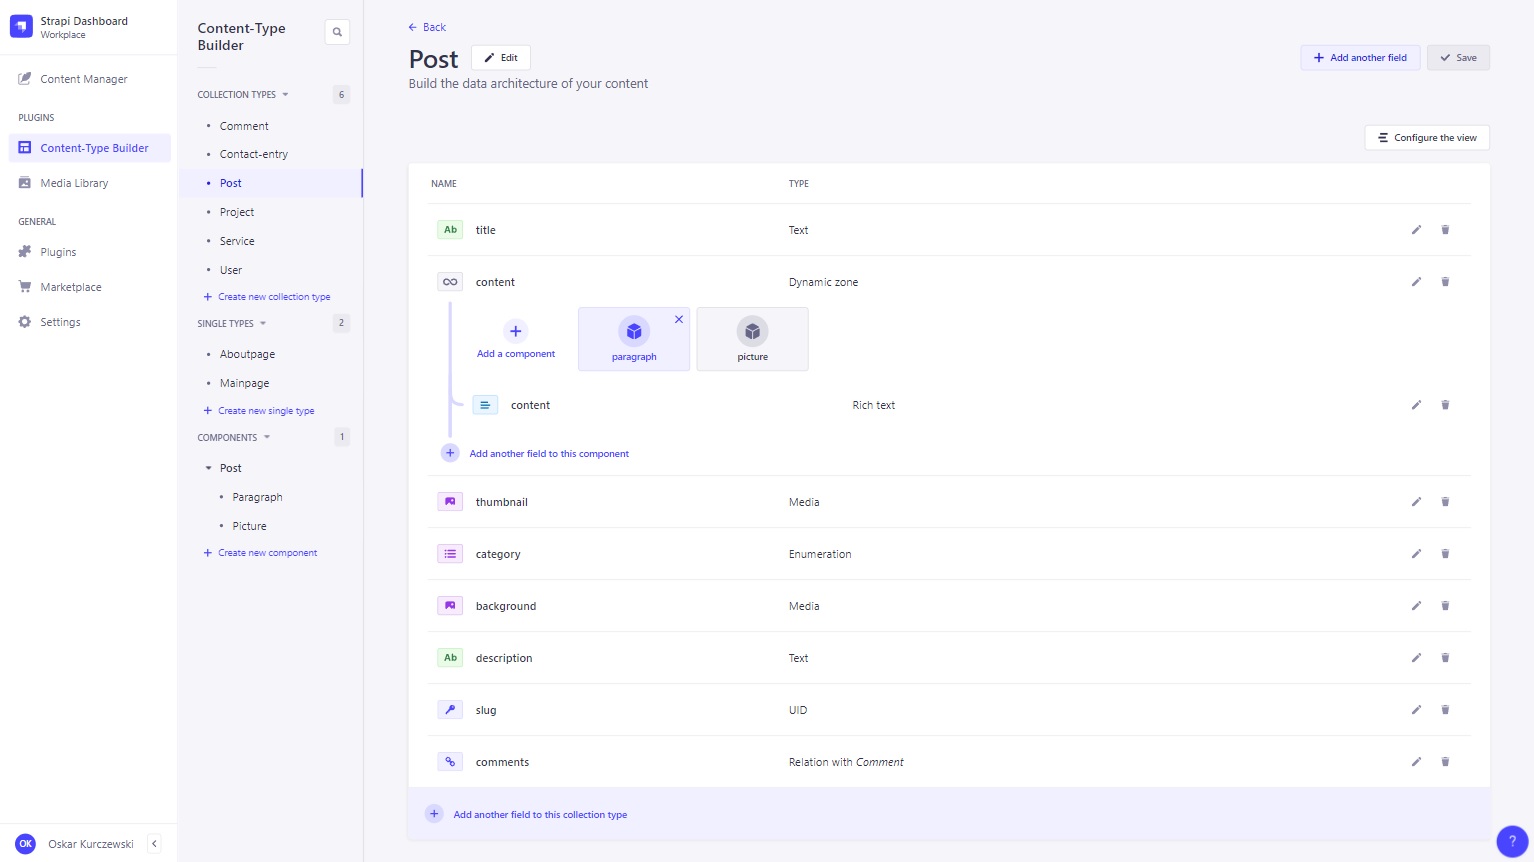 Strapi Dashboard
Workplace
Content Manager
PLUGINS
Content-Type Builder
Media Library
GENERAL
Plugins
Marketplace
Settings
OK
Oskar Kurczewski
Content-Type
Builder
COLLECTION TYPES
6
Comment
Contact-entry
Post
Project
Service
User
Create new collection type
SINGLE TYPES
2
Aboutpage
Mainpage
Create new single type
COMPONENTS
1
Post
Paragraph
Picture
Create new component
Back
Post
Edit
Add another field
Save
Build the data architecture of your content
Configure the view
NAME TYPE
Ab title Text
content Dynamic zone
Add a component
paragraph
picture
content Rich text
Add another field to this component
thumbnail Media
category Enumeration
background Media
Ab description Text
slug UID
comments Relation with Comment
Add another field to this collection type
?